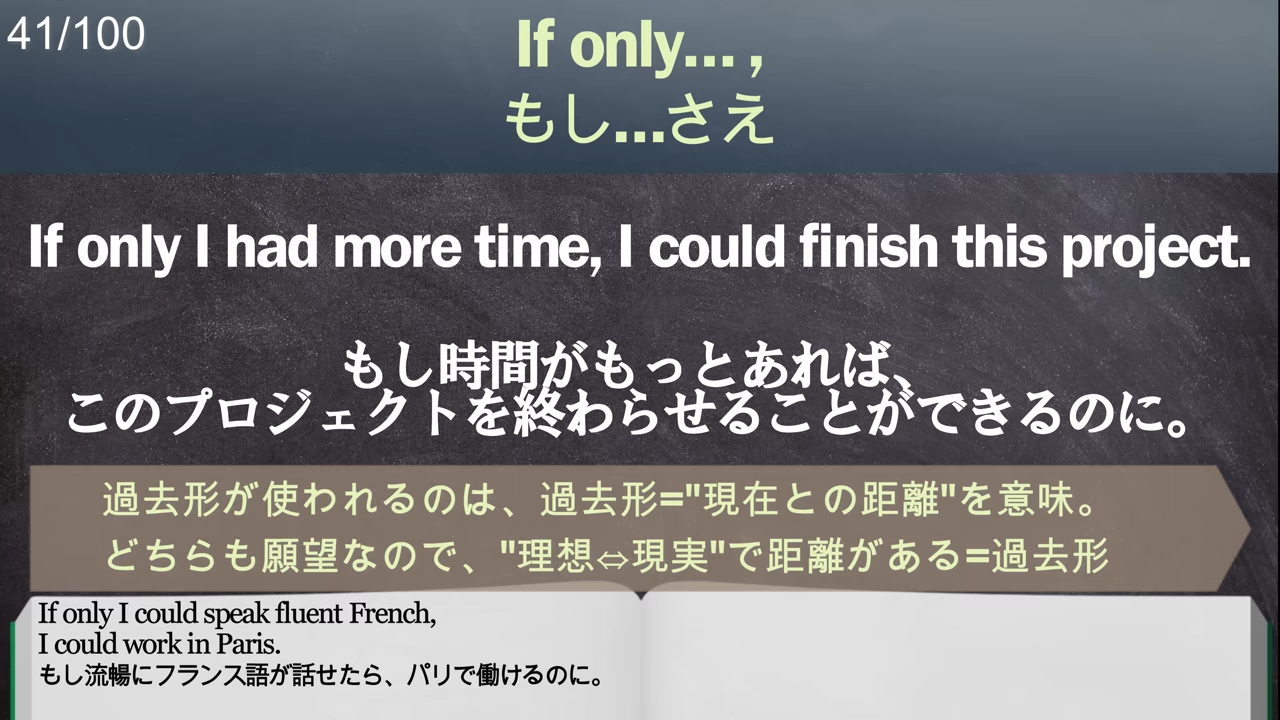 41/100
If only... ,
もし...さえ
If only I had more time, I could finish this project.
もし時間がもっとあれば、
このプロジェクトを終わらせることができるのに。
過去形が使われるのは、過去形="現在との距離"を意味。
どちらも願望なので、"理想⇔現実"で距離がある=過去形
If only I could speak fluent French,
I could work in Paris.
もし流暢にフランス語が話せたら、パリで働けるのに。